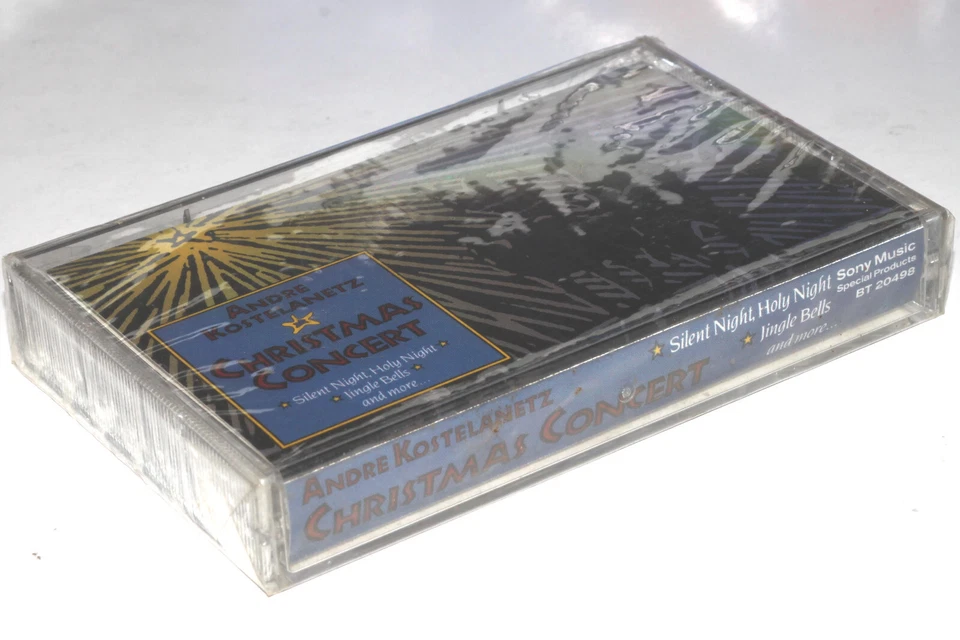 ANDRE
KOSTELANETZ
CHRISTMAS
CONCERT
Silent Night, Holy Night
Jingle Bells
and more...
ANDRE KOSTELANETZ
CHRISTMAS CONCERT
Silent Night, Holy Night
Jingle Bells
and more...
Sony Music
Special Products
BT 20498